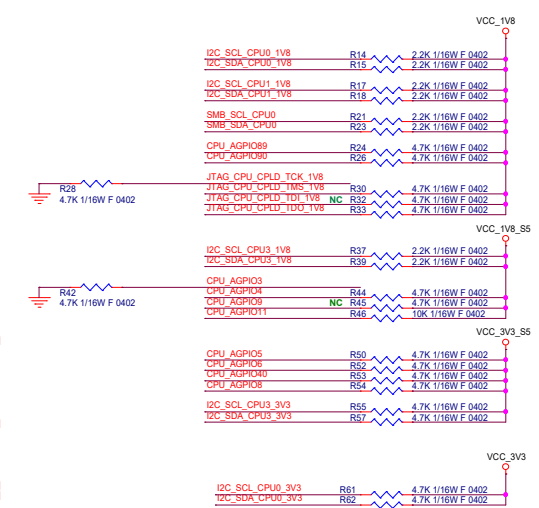 VCC_1V8
I2C_SCL_CPU0_1V8 R14 2.2K 1/16W F 0402
I2C_SDA_CPU0_1V8 R15 2.2K 1/16W F 0402
I2C_SCL_CPU1_1V8 R17 2.2K 1/16W F 0402
I2C_SDA_CPU1_1V8 R18 2.2K 1/16W F 0402
SMB_SCL_CPU0 R21 2.2K 1/16W F 0402
SMB_SDA_CPU0 R23 2.2K 1/16W F 0402
CPU_AGPIO89 R24 4.7K 1/16W F 0402
CPU_AGPIO90 R26 4.7K 1/16W F 0402
JTAG_CPU_CPLD_TCK_1V8
R28
4.7K 1/16W F 0402
JTAG_CPU_CPLD_TMS_1V8 R30 4.7K 1/16W F 0402
JTAG_CPU_CPLD_TDI_1V8 NC R32 4.7K 1/16W F 0402
JTAG_CPU_CPLD_TDO_1V8 R33 4.7K 1/16W F 0402
VCC_1V8_S5
I2C_SCL_CPU3_1V8 R37 2.2K 1/16W F 0402
I2C_SDA_CPU3_1V8 R39 2.2K 1/16W F 0402
CPU_AGPIO3
R42
4.7K 1/16W F 0402
CPU_AGPIO4 R44 4.7K 1/16W F 0402
CPU_AGPIO9 NC R45 4.7K 1/16W F 0402
CPU_AGPIO11 R46 10K 1/16W F 0402
VCC_3V3_S5
CPU_AGPIO5 R50 4.7K 1/16W F 0402
CPU_AGPIO6 R52 4.7K 1/16W F 0402
CPU_AGPIO40 R53 4.7K 1/16W F 0402
CPU_AGPIO8 R54 4.7K 1/16W F 0402
I2C_SCL_CPU3_3V3 R55 4.7K 1/16W F 0402
I2C_SDA_CPU3_3V3 R57 4.7K 1/16W F 0402
VCC_3V3
I2C_SCL_CPU0_3V3 R61 4.7K 1/16W F 0402
I2C_SDA_CPU0_3V3 R62 4.7K 1/16W F 0402